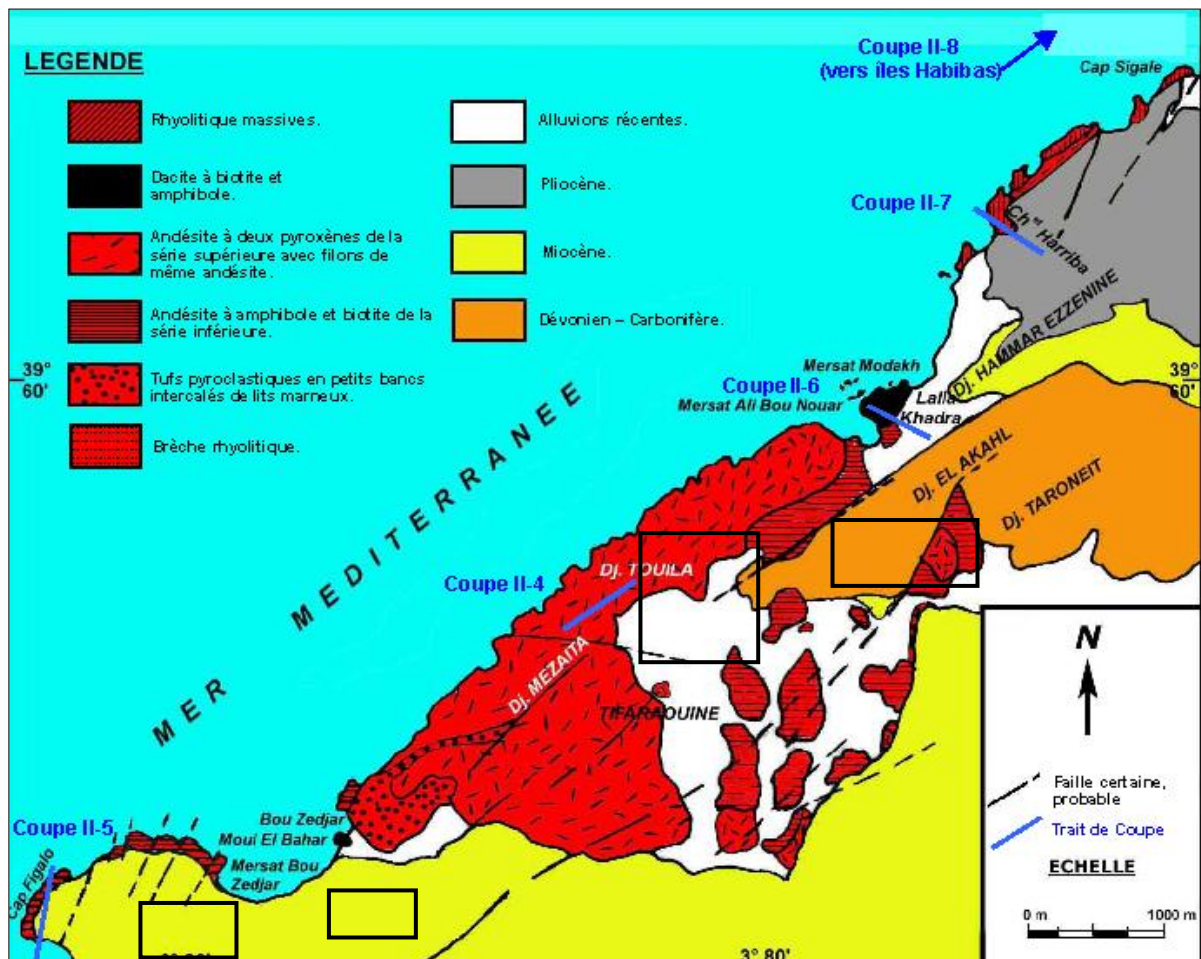 LEGENDE
Rhyolitique massives.
Dacite à biotite et
amphibole.
Andésite à deux pyroxènes de la
série supérieure avec filons de
même andésite.
Andésite à amphibole et biotite de la
série inférieure.
Tufs pyroclastiques en petits bancs
intercalés de lits marneux.
Brèche rhyolitique.
Alluvions récentes.
Pliocène.
Miocène.
Dévonien – Carbonifère.
Coupe II-8
(vers îles Habibas)
Cap Sigale
Coupe II-7
Ch^et Harriba
Dj. HAMMAR EZZENINE
39°
60'
39°
60'
Mersat Modakh
Coupe II-6
Mersat Ali Bou Nouar
Lalla
Khadra
MER MEDITERRANEE
Dj. EL AKAHL
Dj. TARONEIT
Dj. TOUILA
Coupe II-4
Dj. MEZAITA
TIFARAOUINE
Bou Zedjar
Moul El Bahar
Mersat Bou
Zedjar
Coupe II-5
Cap Figalo
3° 80'
N
Faille certaine,
probable
Trait de Coupe
ECHELLE
0 m 1000 m